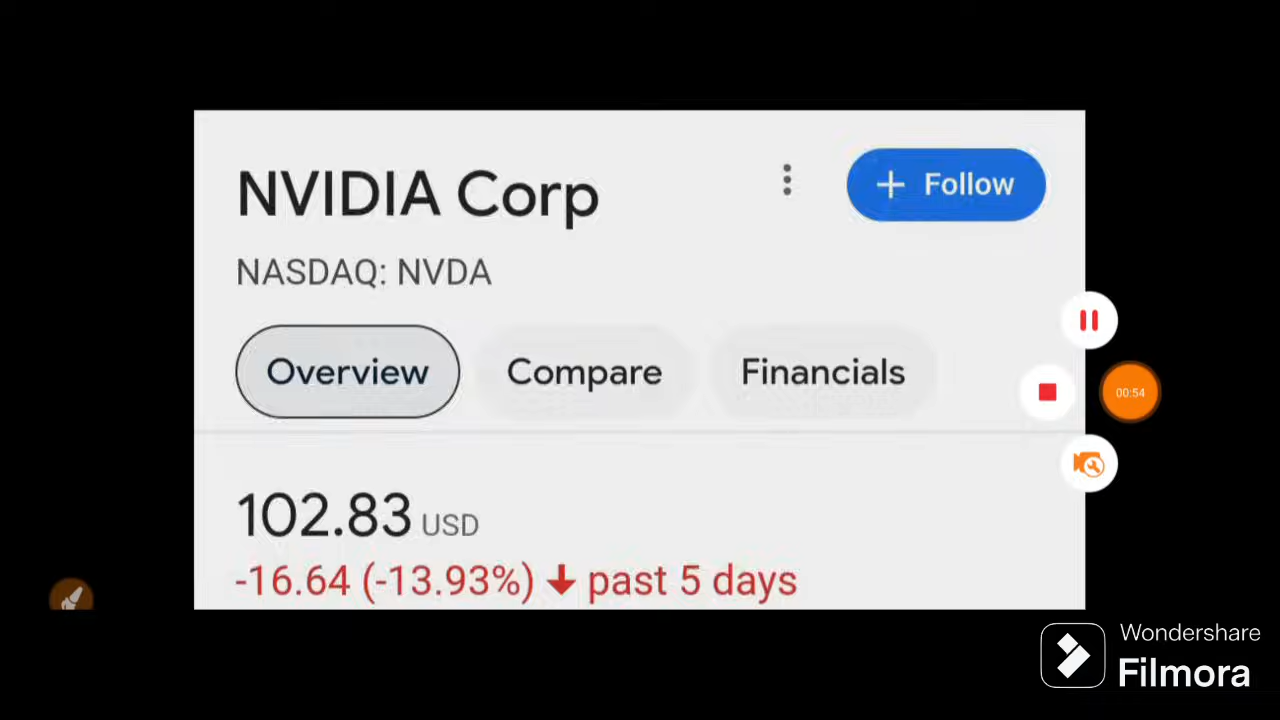 NVIDIA Corp
+ Follow
NASDAQ: NVDA
Overview
Compare
Financials
00:54
102.83 USD
-16.64 (-13.93%) ↓ past 5 days
Wondershare
Filmora